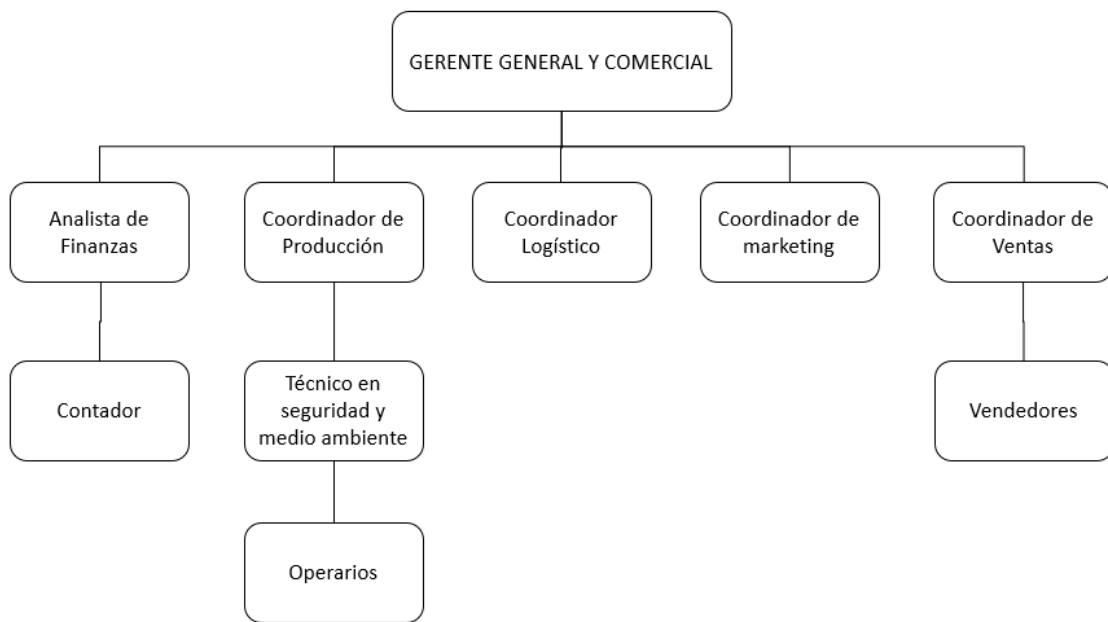 GERENTE GENERAL Y COMERCIAL
Analista de
Finanzas
Coordinador de
Producción
Coordinador
Logístico
Coordinador de
marketing
Coordinador de
Ventas
Contador
Técnico en
seguridad y
medio ambiente
Vendedores
Operarios